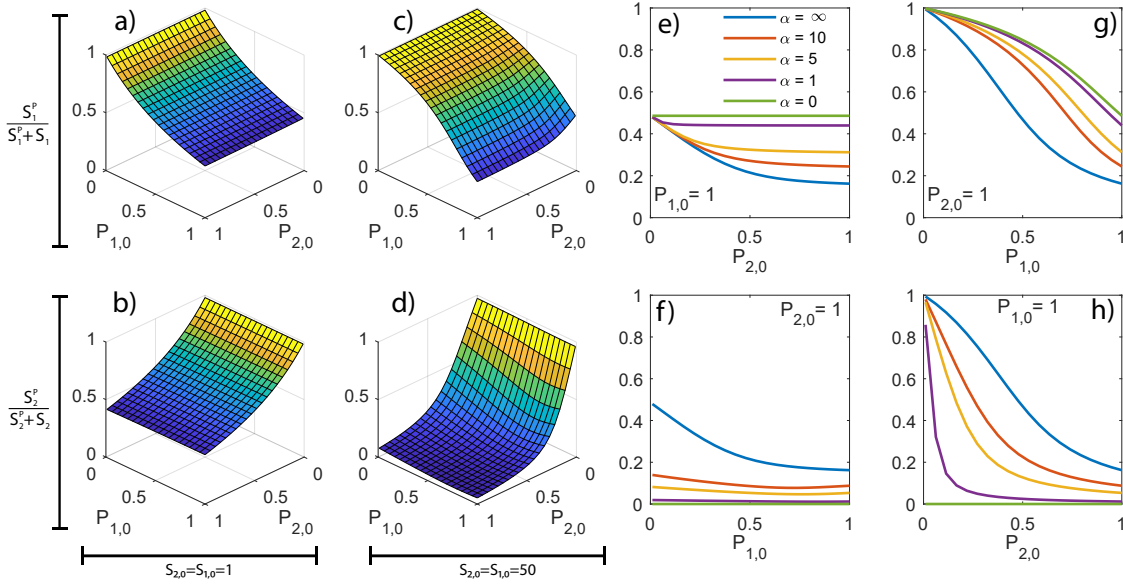 a)
1
0.5
0
0
0.5
1
P1,0
0
0.5
1
P2,0
S1^P
S1^P+S1
c)
1
0.5
0
0
0.5
1
P1,0
0
0.5
1
P2,0
e)
α = ∞
α = 10
α = 5
α = 1
α = 0
1
0.8
0.6
0.4
0.2
0
P1,0= 1
0 0.5 1
P2,0
g)
1
0.8
0.6
0.4
0.2
0
P2,0= 1
0 0.5 1
P1,0
b)
1
0.5
0
0
0.5
1
P1,0
0
0.5
1
P2,0
S2^P
S2^P+S2
d)
1
0.5
0
0
0.5
1
P1,0
0
0.5
1
P2,0
f)
P2,0= 1
1
0.8
0.6
0.4
0.2
0
0 0.5 1
P1,0
h)
P1,0= 1
1
0.8
0.6
0.4
0.2
0
0 0.5 1
P2,0
S2,0=S1,0=1
S2,0=S1,0=50